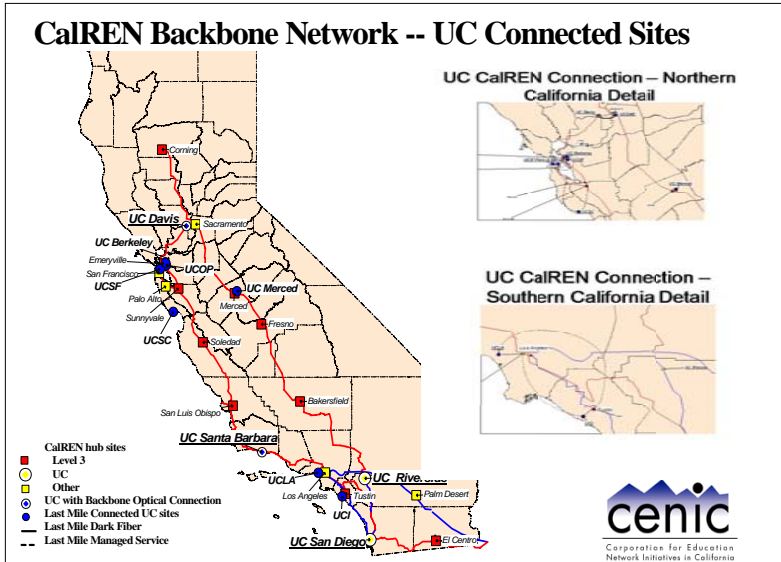 CalREN Backbone Network -- UC Connected Sites
UC CalREN Connection – Northern
California Detail
Corning
UC Davis
Sacramento
UC Berkeley
Emeryville
San Francisco
UCOP
UCSF
Palo Alto
Sunnyvale
UC Merced
Merced
UCSC
Fresno
Soledad
UC CalREN Connection –
Southern California Detail
San Luis Obispo
Bakersfield
UC Santa Barbara
UCLA
Los Angeles
UC Riverside
Tustin
Palm Desert
UCI
UC San Diego
El Centro
CalREN hub sites
Level 3
UC
Other
UC with Backbone Optical Connection
Last Mile Connected UC sites
Last Mile Dark Fiber
Last Mile Managed Service
cenic
Corporation for Education
Network Initiatives in California